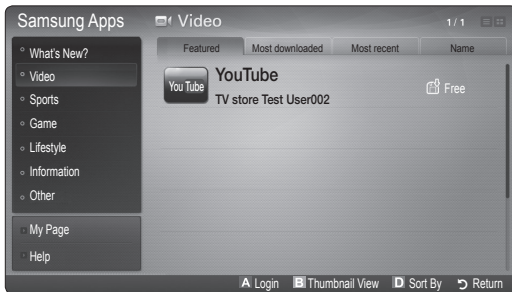 Samsung Apps
Video
1/1
What's New?
Video
Sports
Game
Lifestyle
Information
Other
My Page
Help
Featured
Most downloaded
Most recent
Name
You Tube
YouTube
TV store Test User002
Free
A Login
B Thumbnail View
D Sort By
Return